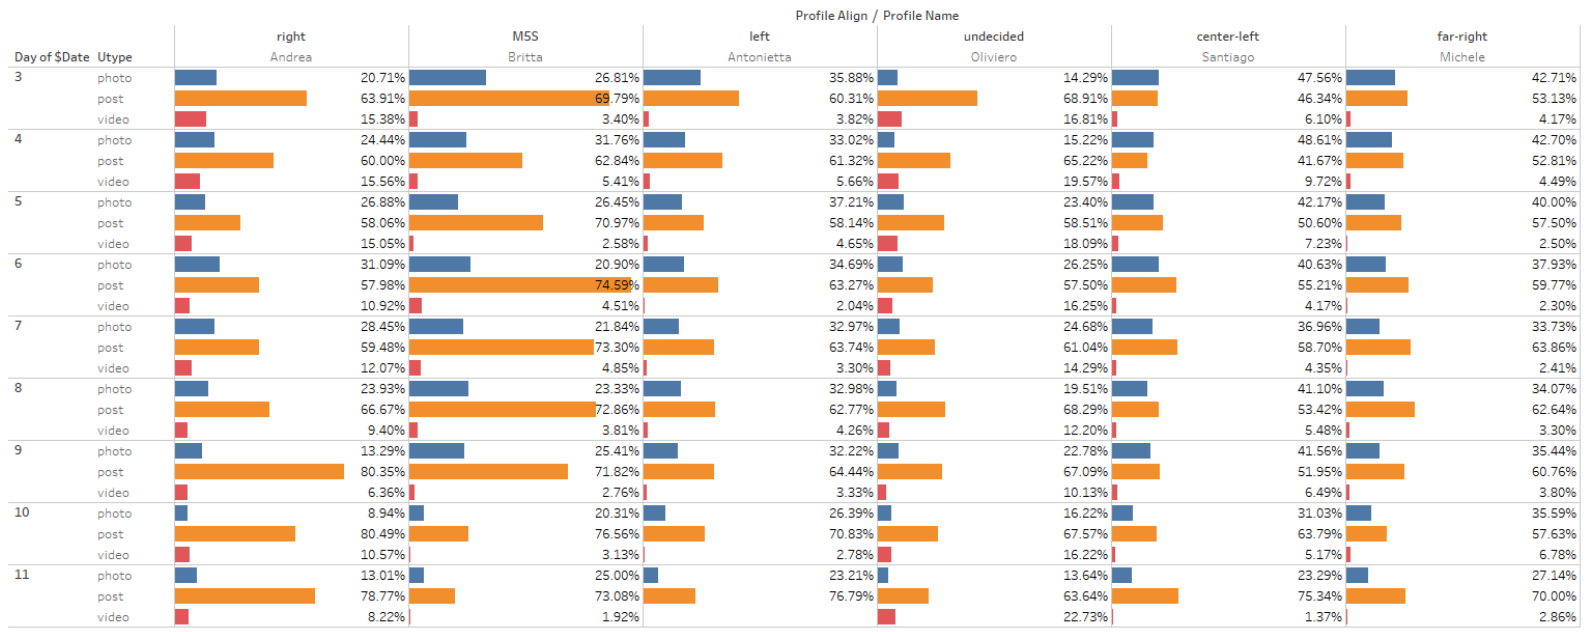 Profile Align / Profile Name
right M5S left undecided center-left far-right
Day of $Date Utype Andrea Britta Antonietta Oliviero Santiago Michele
3 photo 20.71% 26.81% 35.88% 14.29% 47.56% 42.71%
post 63.91% 69.79% 60.31% 68.91% 46.34% 53.13%
video 15.38% 3.40% 3.82% 16.81% 6.10% 4.17%
4 photo 24.44% 31.76% 33.02% 15.22% 48.61% 42.70%
post 60.00% 62.84% 61.32% 65.22% 41.67% 52.81%
video 15.56% 5.41% 5.66% 19.57% 9.72% 4.49%
5 photo 26.88% 26.45% 37.21% 23.40% 42.17% 40.00%
post 58.06% 70.97% 58.14% 58.51% 50.60% 57.50%
video 15.05% 2.58% 4.65% 18.09% 7.23% 2.50%
6 photo 31.09% 20.90% 34.69% 26.25% 40.63% 37.93%
post 57.98% 74.59% 63.27% 57.50% 55.21% 59.77%
video 10.92% 4.51% 2.04% 16.25% 4.17% 2.30%
7 photo 28.45% 21.84% 32.97% 24.68% 36.96% 33.73%
post 59.48% 73.30% 63.74% 61.04% 58.70% 63.86%
video 12.07% 4.85% 3.30% 14.29% 4.35% 2.41%
8 photo 23.93% 23.33% 32.98% 19.51% 41.10% 34.07%
post 66.67% 72.86% 62.77% 68.29% 53.42% 62.64%
video 9.40% 3.81% 4.26% 12.20% 5.48% 3.30%
9 photo 13.29% 25.41% 32.22% 22.78% 41.56% 35.44%
post 80.35% 71.82% 64.44% 67.09% 51.95% 60.76%
video 6.36% 2.76% 3.33% 10.13% 6.49% 3.80%
10 photo 8.94% 20.31% 26.39% 16.22% 31.03% 35.59%
post 80.49% 76.56% 70.83% 67.57% 63.79% 57.63%
video 10.57% 3.13% 2.78% 16.22% 5.17% 6.78%
11 photo 13.01% 25.00% 23.21% 13.64% 23.29% 27.14%
post 78.77% 73.08% 76.79% 63.64% 75.34% 70.00%
video 8.22% 1.92% 22.73% 1.37% 2.86%